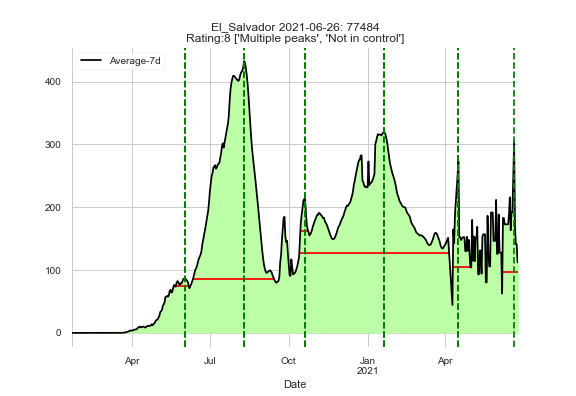 El_Salvador 2021-06-26: 77484
Rating:8 ['Multiple peaks', 'Not in control']
Average-7d
400
300
200
100
0
Apr Jul Oct Jan Apr
2021
Date